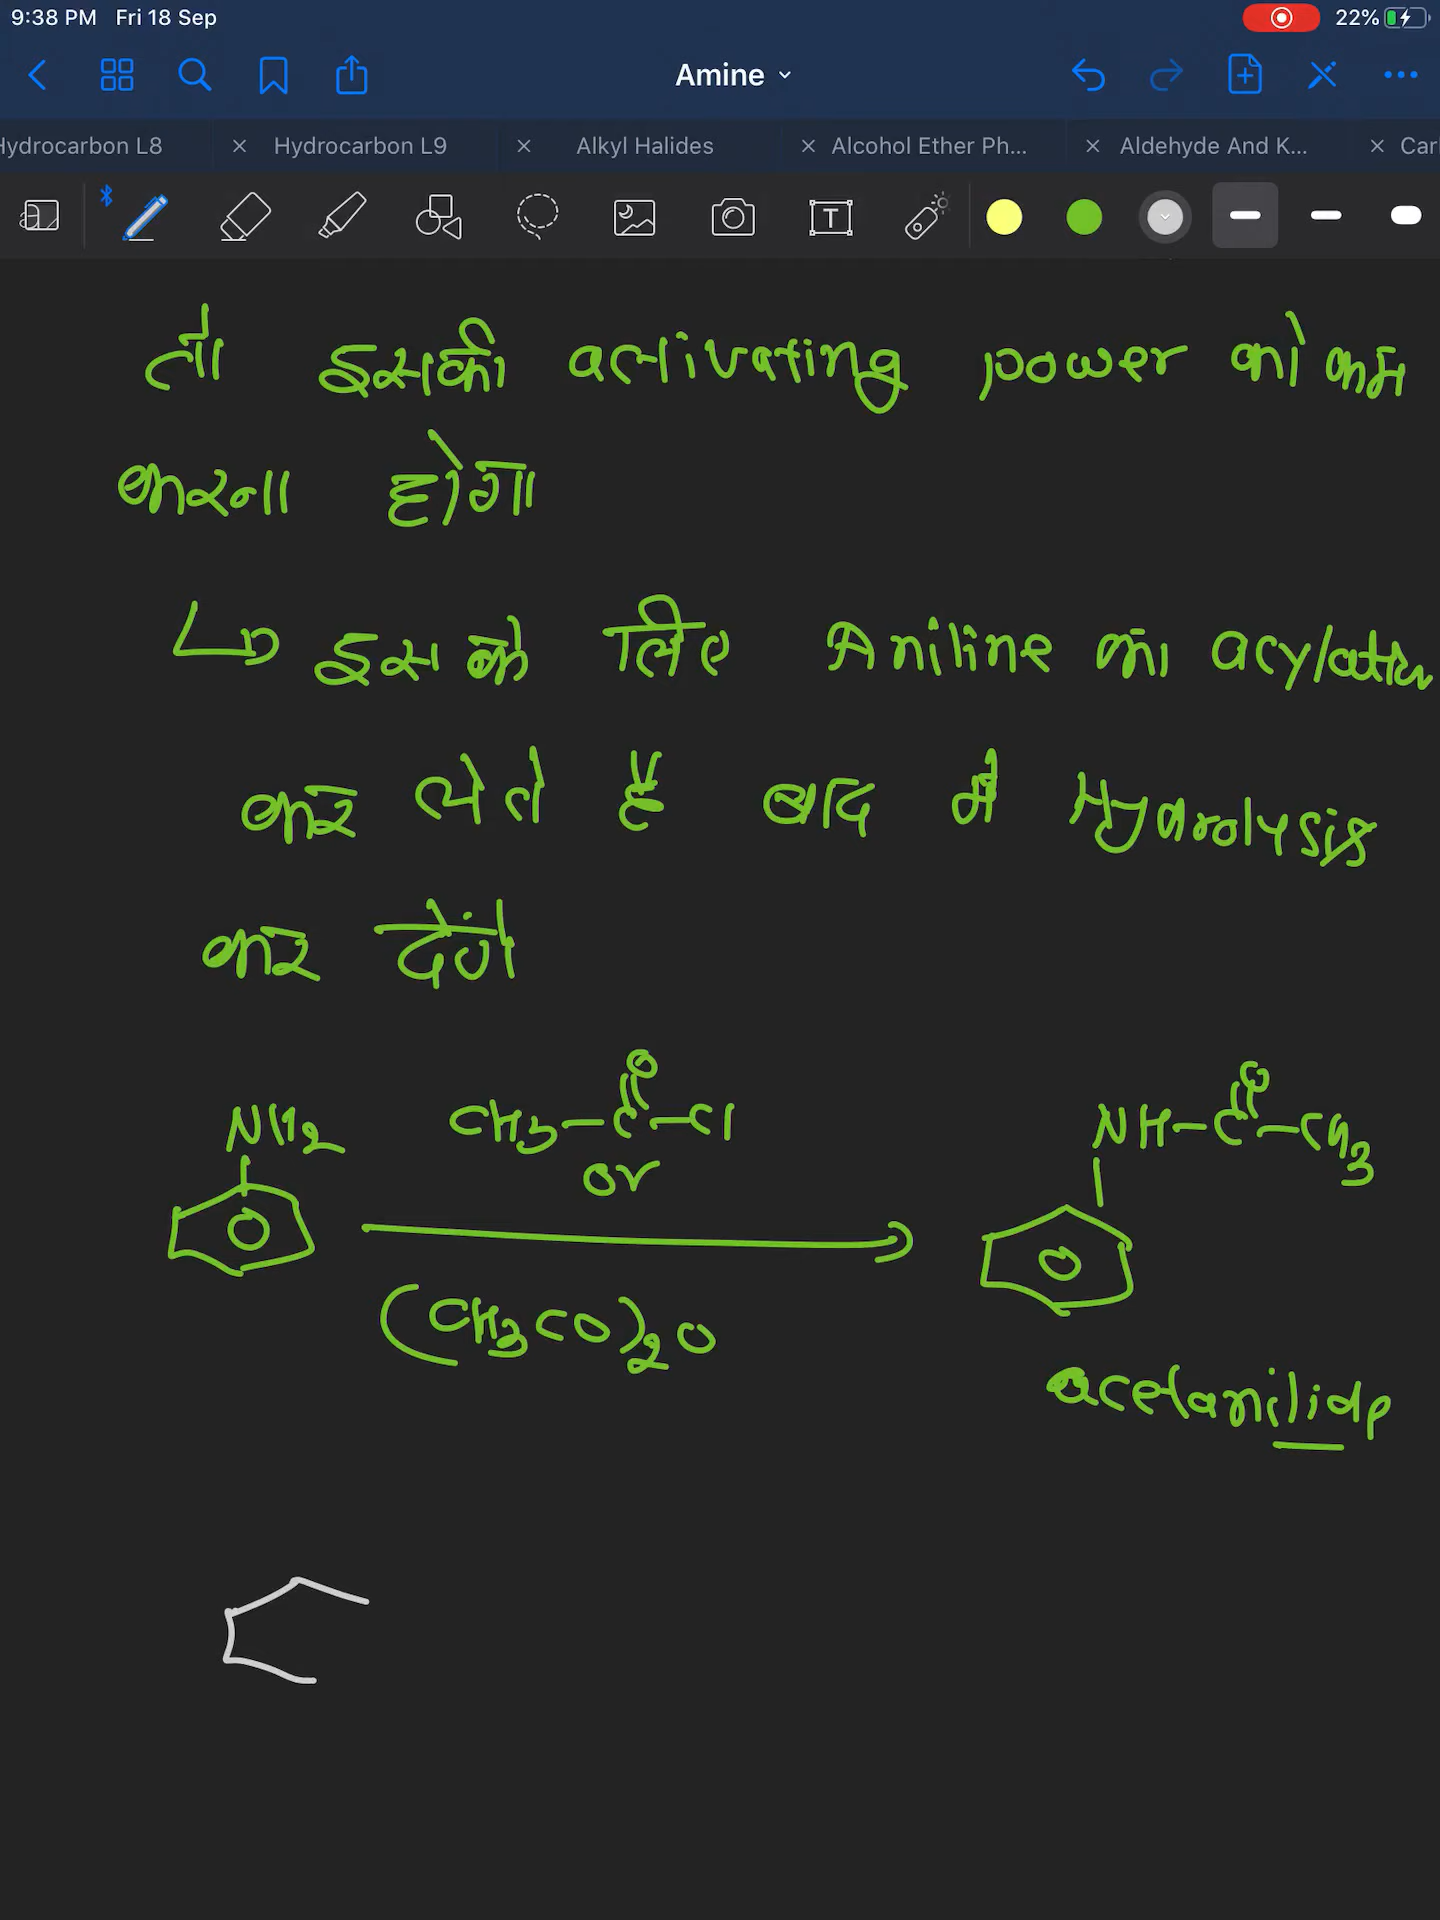 9:38 PM Fri 18 Sep 22%
Amine
Hydrocarbon L8 Hydrocarbon L9 Alkyl Halides Alcohol Ether Ph... Aldehyde And K... Car
तो इसकी activating power को कम
करना होगा
इस के लिए Aniline का acylation
कर लेते हैं बाद में Hydrolysis
कर देंगे
NH2 CH3-C-Cl NH-C-CH3
O O
or
(CH3CO)2O
acetanilide